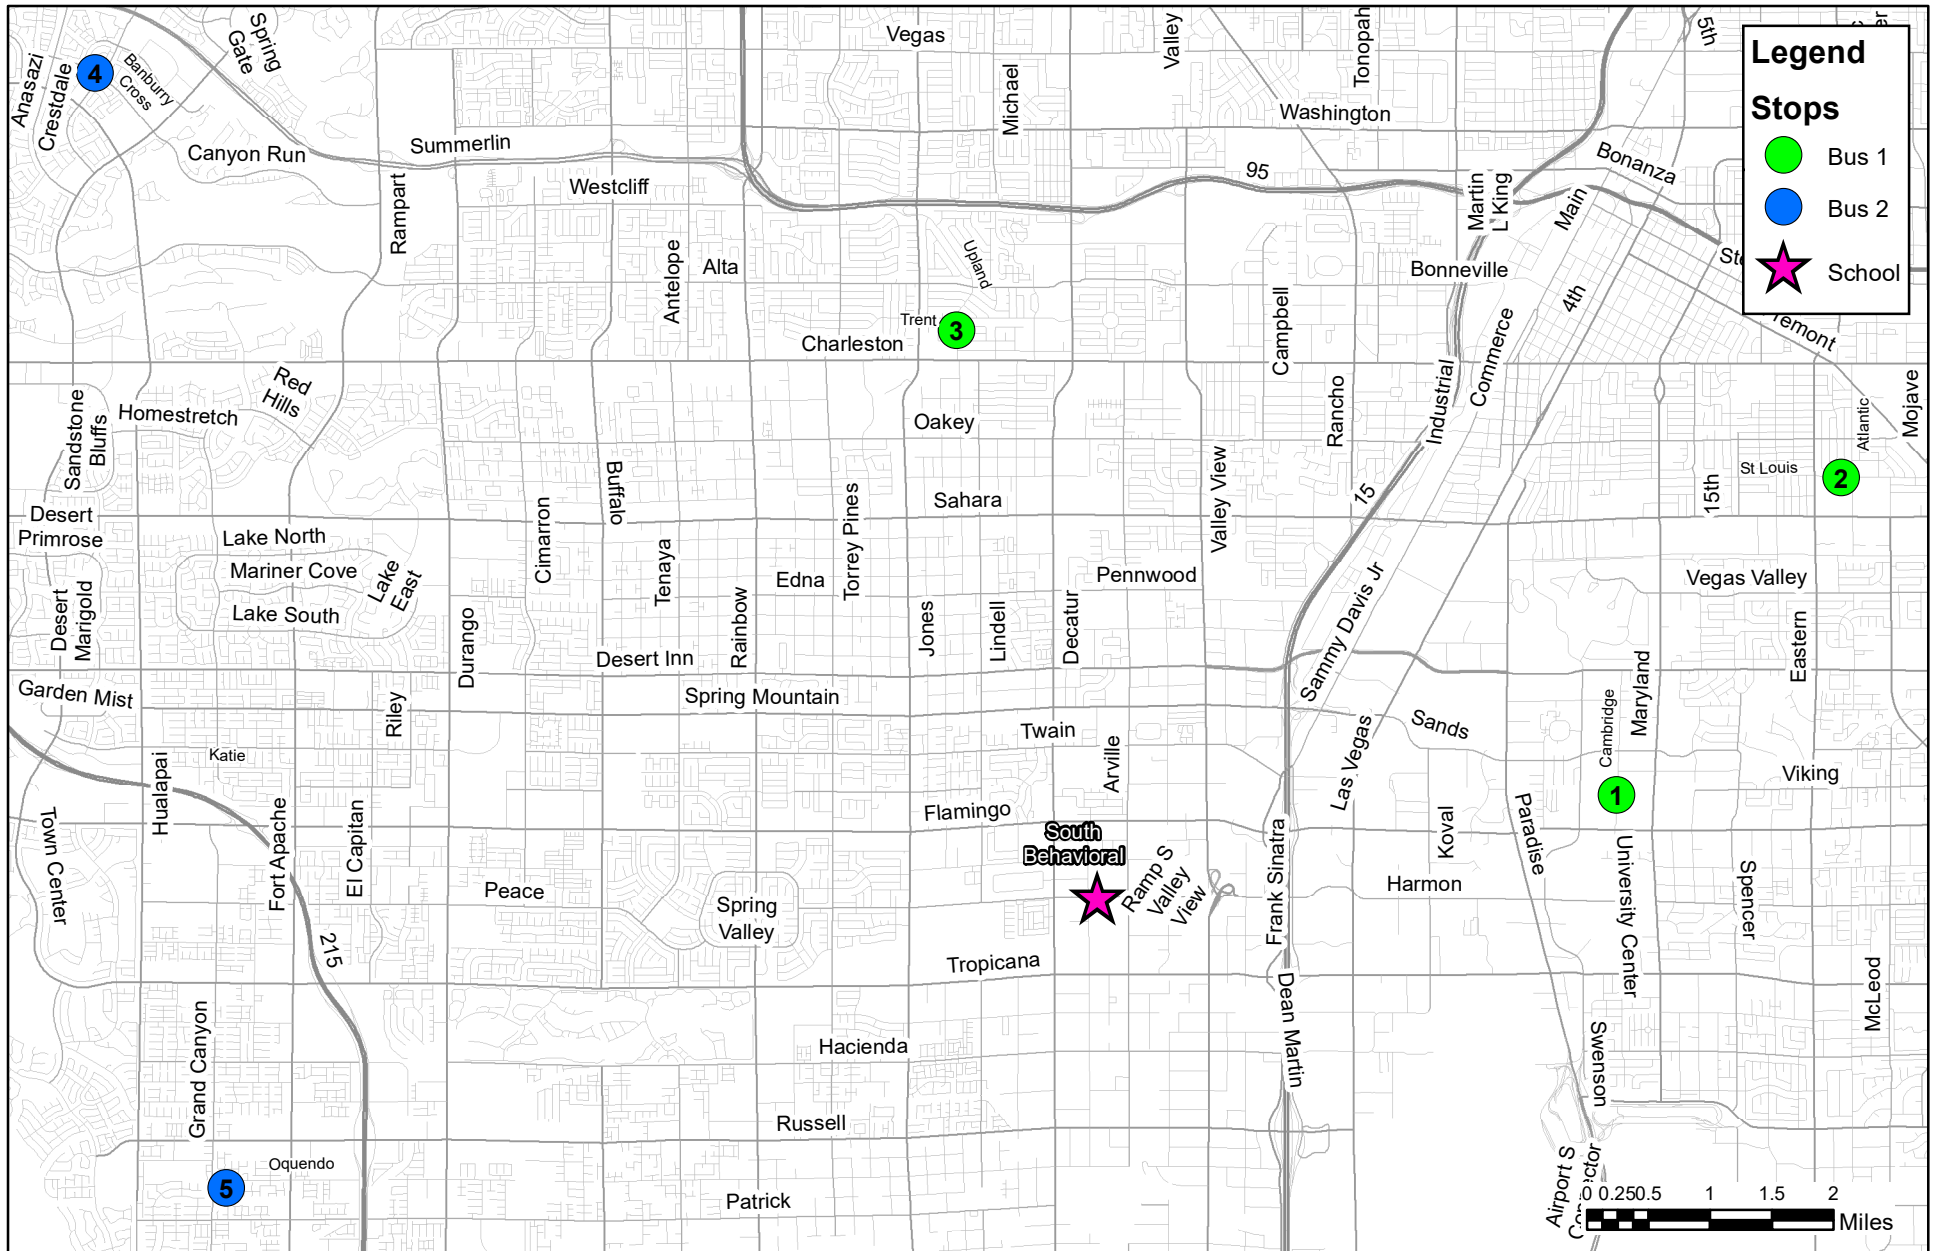 Vegas
Valley
Tonopah
5th
Spring
Gate
Anasazi
Crestdale
4
Banburry
Cross
Michael
Washington
Canyon Run
Summerlin
Westcliff
95
Bonanza
Rampart
Martin
L King
Main
Antelope
Alta
Upland
Bonneville
4th
Trent
3
Charleston
Campbell
Commerce
Industrial
Rancho
Red
Hills
Homestretch
Sandstone
Bluffs
Oakey
Mojave
Atlantic
St Louis
2
15th
Buffalo
Valley View
15
Sahara
Desert
Primrose
Lake North
Mariner Cove
Lake
East
Lake South
Cimarron
Tenaya
Edna
Torrey Pines
Pennwood
Vegas Valley
Desert
Marigold
Durango
Rainbow
Jones
Lindell
Decatur
Desert Inn
Sammy Davis Jr
Eastern
Maryland
Garden Mist
Spring Mountain
Riley
Twain
Sands
Cambridge
Las Vegas
Katie
Hualapai
Arville
Viking
1
Flamingo
Town Center
Fort Apache
El Capitan
Koval
Paradise
South
Behavioral
Ramp S
Valley
View
Frank Sinatra
Harmon
University Center
Spencer
Peace
Spring
Valley
215
Tropicana
Dean Martin
McLeod
Grand Canyon
Hacienda
Swenson
Russell
Oquendo
5
Patrick
Airport S
Legend
Stops
Bus 1
Bus 2
School
0 0.25 0.5 1 1.5 2
Miles